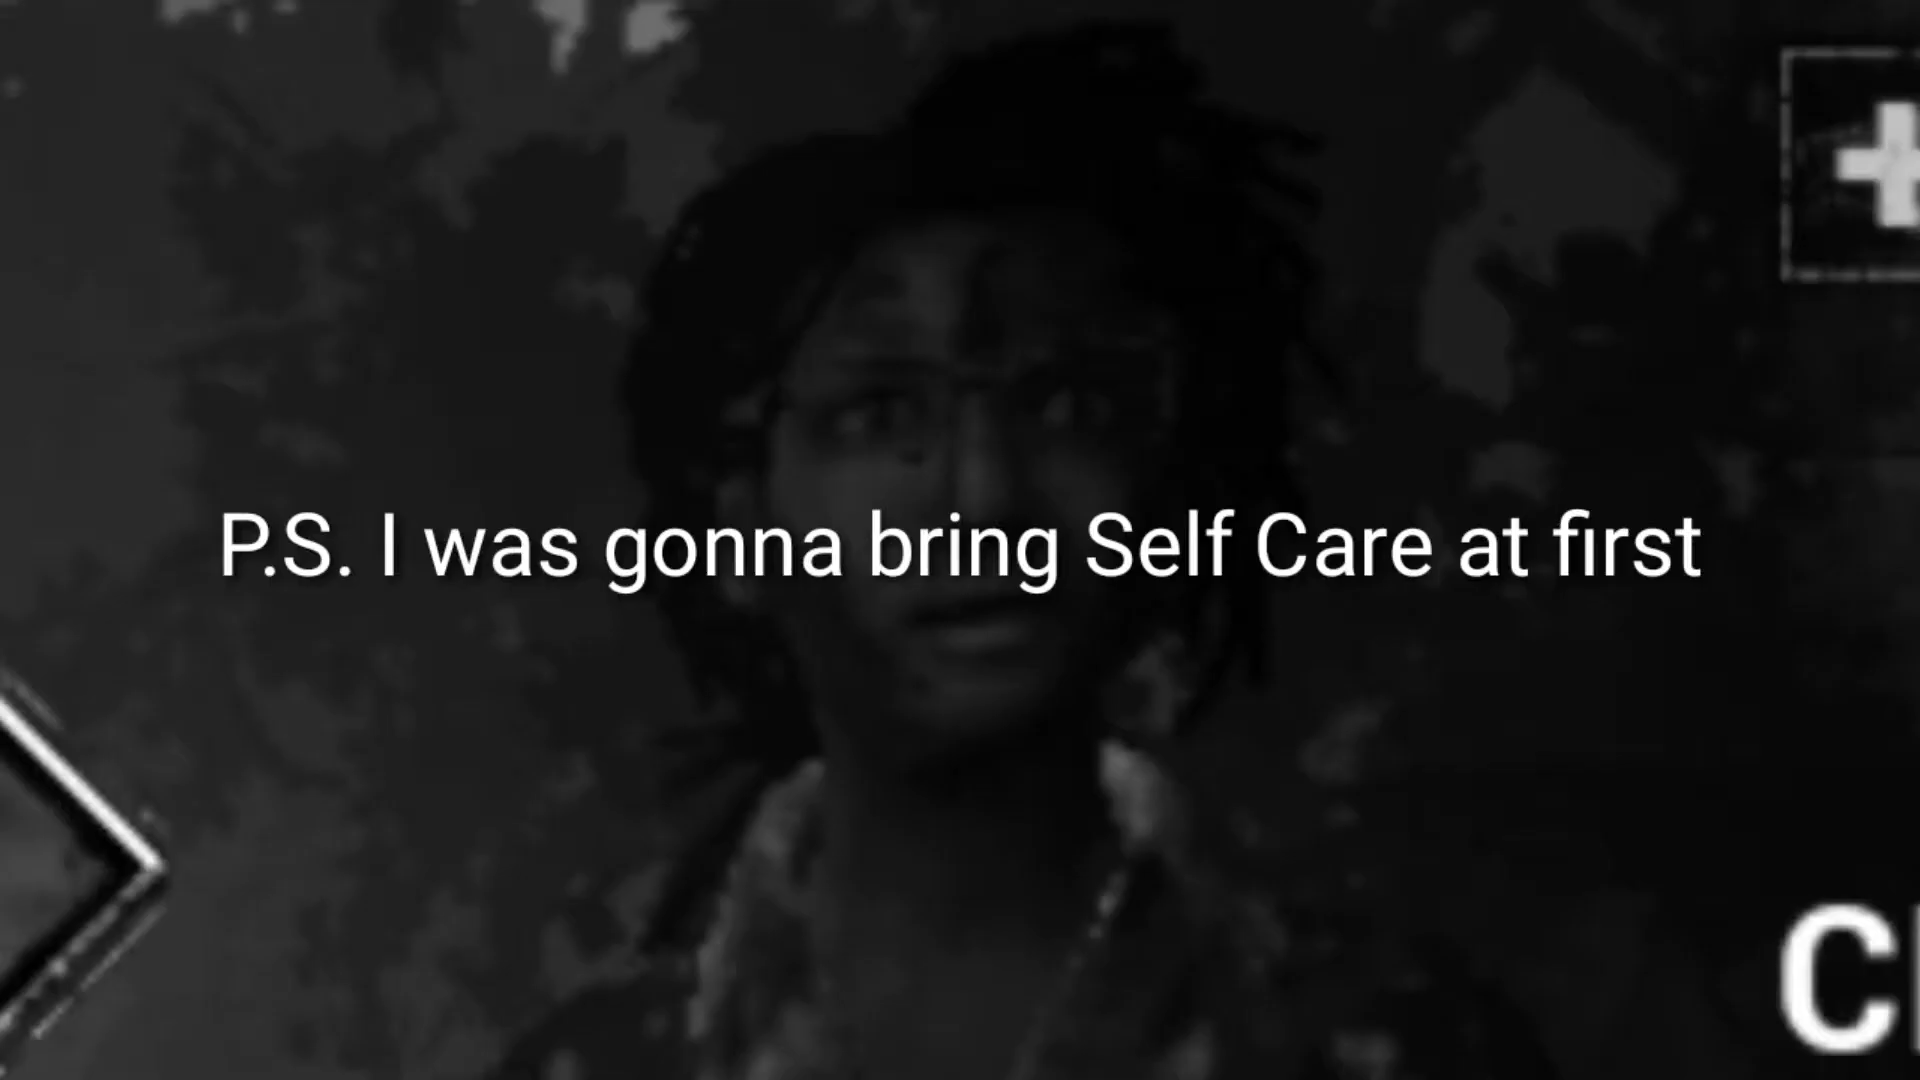 P.S. I was gonna bring Self Care at first